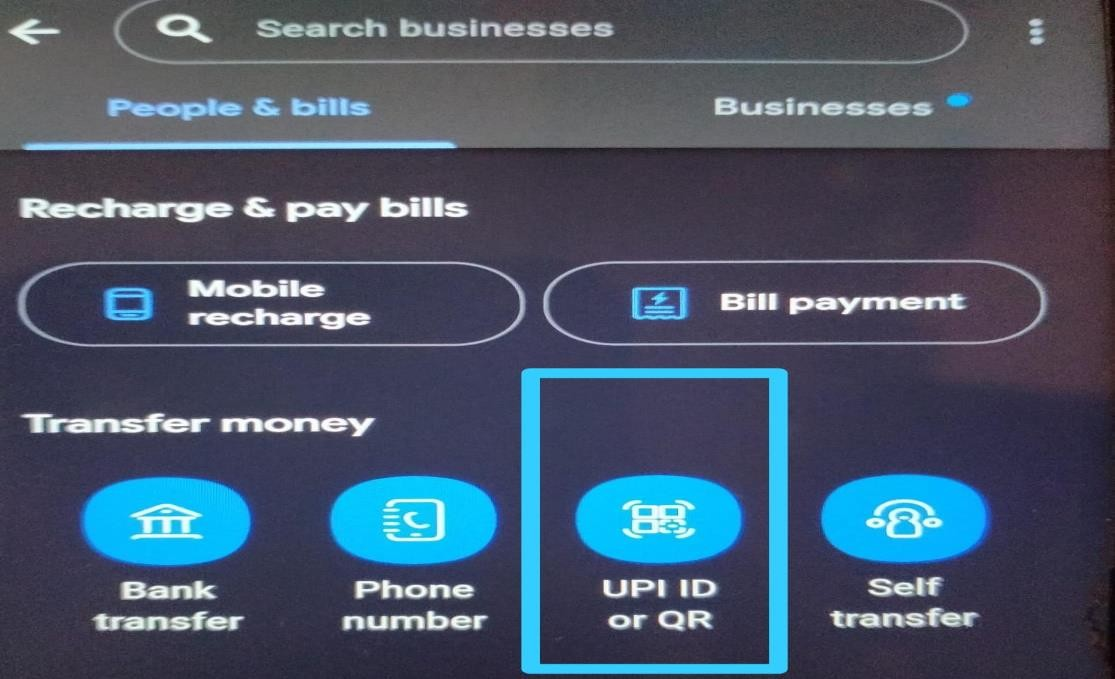 Search businesses
People & bills
Businesses
Recharge & pay bills
Mobile
recharge
Bill payment
Transfer money
Bank
transfer
Phone
number
UPI ID
or QR
Self
transfer